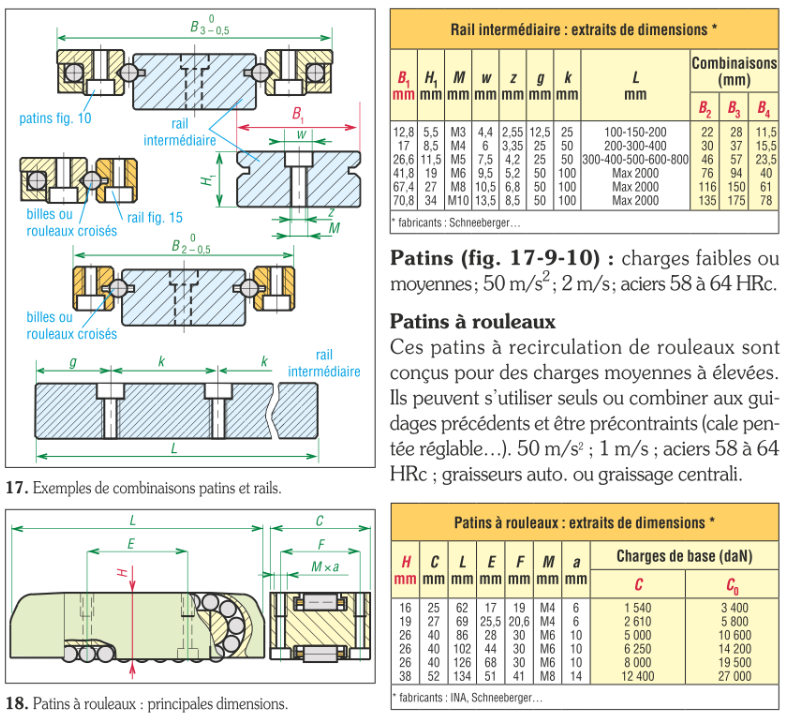 B₃ ⁰₋₀,₅
patins fig. 10
rail
intermédiaire
B₁
w
H₁
z
M
billes ou
rouleaux croisés
rail fig. 15
B₂ ⁰₋₀,₅
billes ou
rouleaux croisés
rail
intermédiaire
g k k
L
17. Exemples de combinaisons patins et rails.
L C
E F
H M × a
18. Patins à rouleaux : principales dimensions.
Rail intermédiaire : extraits de dimensions *
B₁ H₁ M w z g k L Combinaisons (mm)
mm mm mm mm mm mm mm mm B₂ B₃ B₄
12,8 5,5 M3 4,4 2,55 12,5 25 100-150-200 22 28 11,5
17 8,5 M4 6 3,35 25 50 200-300-400 30 37 15,5
26,6 11,5 M5 7,5 4,2 25 50 300-400-500-600-800 46 57 23,5
41,8 19 M6 9,5 5,2 50 100 Max 2000 76 94 40
67,4 27 M8 10,5 6,8 50 100 Max 2000 116 150 61
70,8 34 M10 13,5 8,5 50 100 Max 2000 135 175 78
* fabricants : Schneeberger…
Patins (fig. 17-9-10) : charges faibles ou
moyennes ; 50 m/s² ; 2 m/s ; aciers 58 à 64 HRc.
Patins à rouleaux
Ces patins à recirculation de rouleaux sont
conçus pour des charges moyennes à élevées.
Ils peuvent s'utiliser seuls ou combiner aux gui-
dages précédents et être précontraints (cale pen-
tée réglable…). 50 m/s² ; 1 m/s ; aciers 58 à 64
HRc ; graisseurs auto. ou graissage centrali.
Patins à rouleaux : extraits de dimensions *
H C L E F M a Charges de base (daN)
mm mm mm mm mm mm mm C C₀
16 25 62 17 19 M4 6 1 540 3 400
19 27 69 25,5 20,6 M4 6 2 610 5 800
26 40 86 28 30 M6 10 5 000 10 600
26 40 102 44 30 M6 10 6 250 14 200
26 40 126 68 30 M6 10 8 000 19 500
38 52 134 51 41 M8 14 12 400 27 000
* fabricants : INA, Schneeberger…